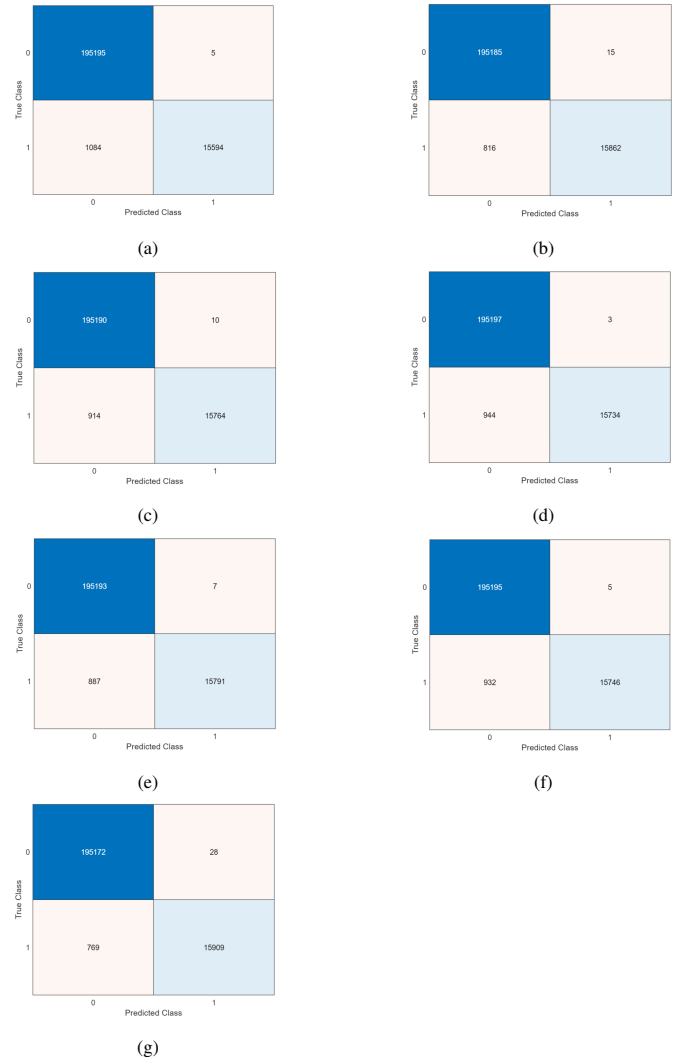 True Class
0
195195
5
1
1084
15594
0
1
Predicted Class
(a)
True Class
0
195185
15
1
816
15862
0
1
Predicted Class
(b)
True Class
0
195190
10
1
914
15764
0
1
Predicted Class
(c)
True Class
0
195197
3
1
944
15734
0
1
Predicted Class
(d)
True Class
0
195193
7
1
887
15791
0
1
Predicted Class
(e)
True Class
0
195195
5
1
932
15746
0
1
Predicted Class
(f)
True Class
0
195172
28
1
769
15909
0
1
Predicted Class
(g)